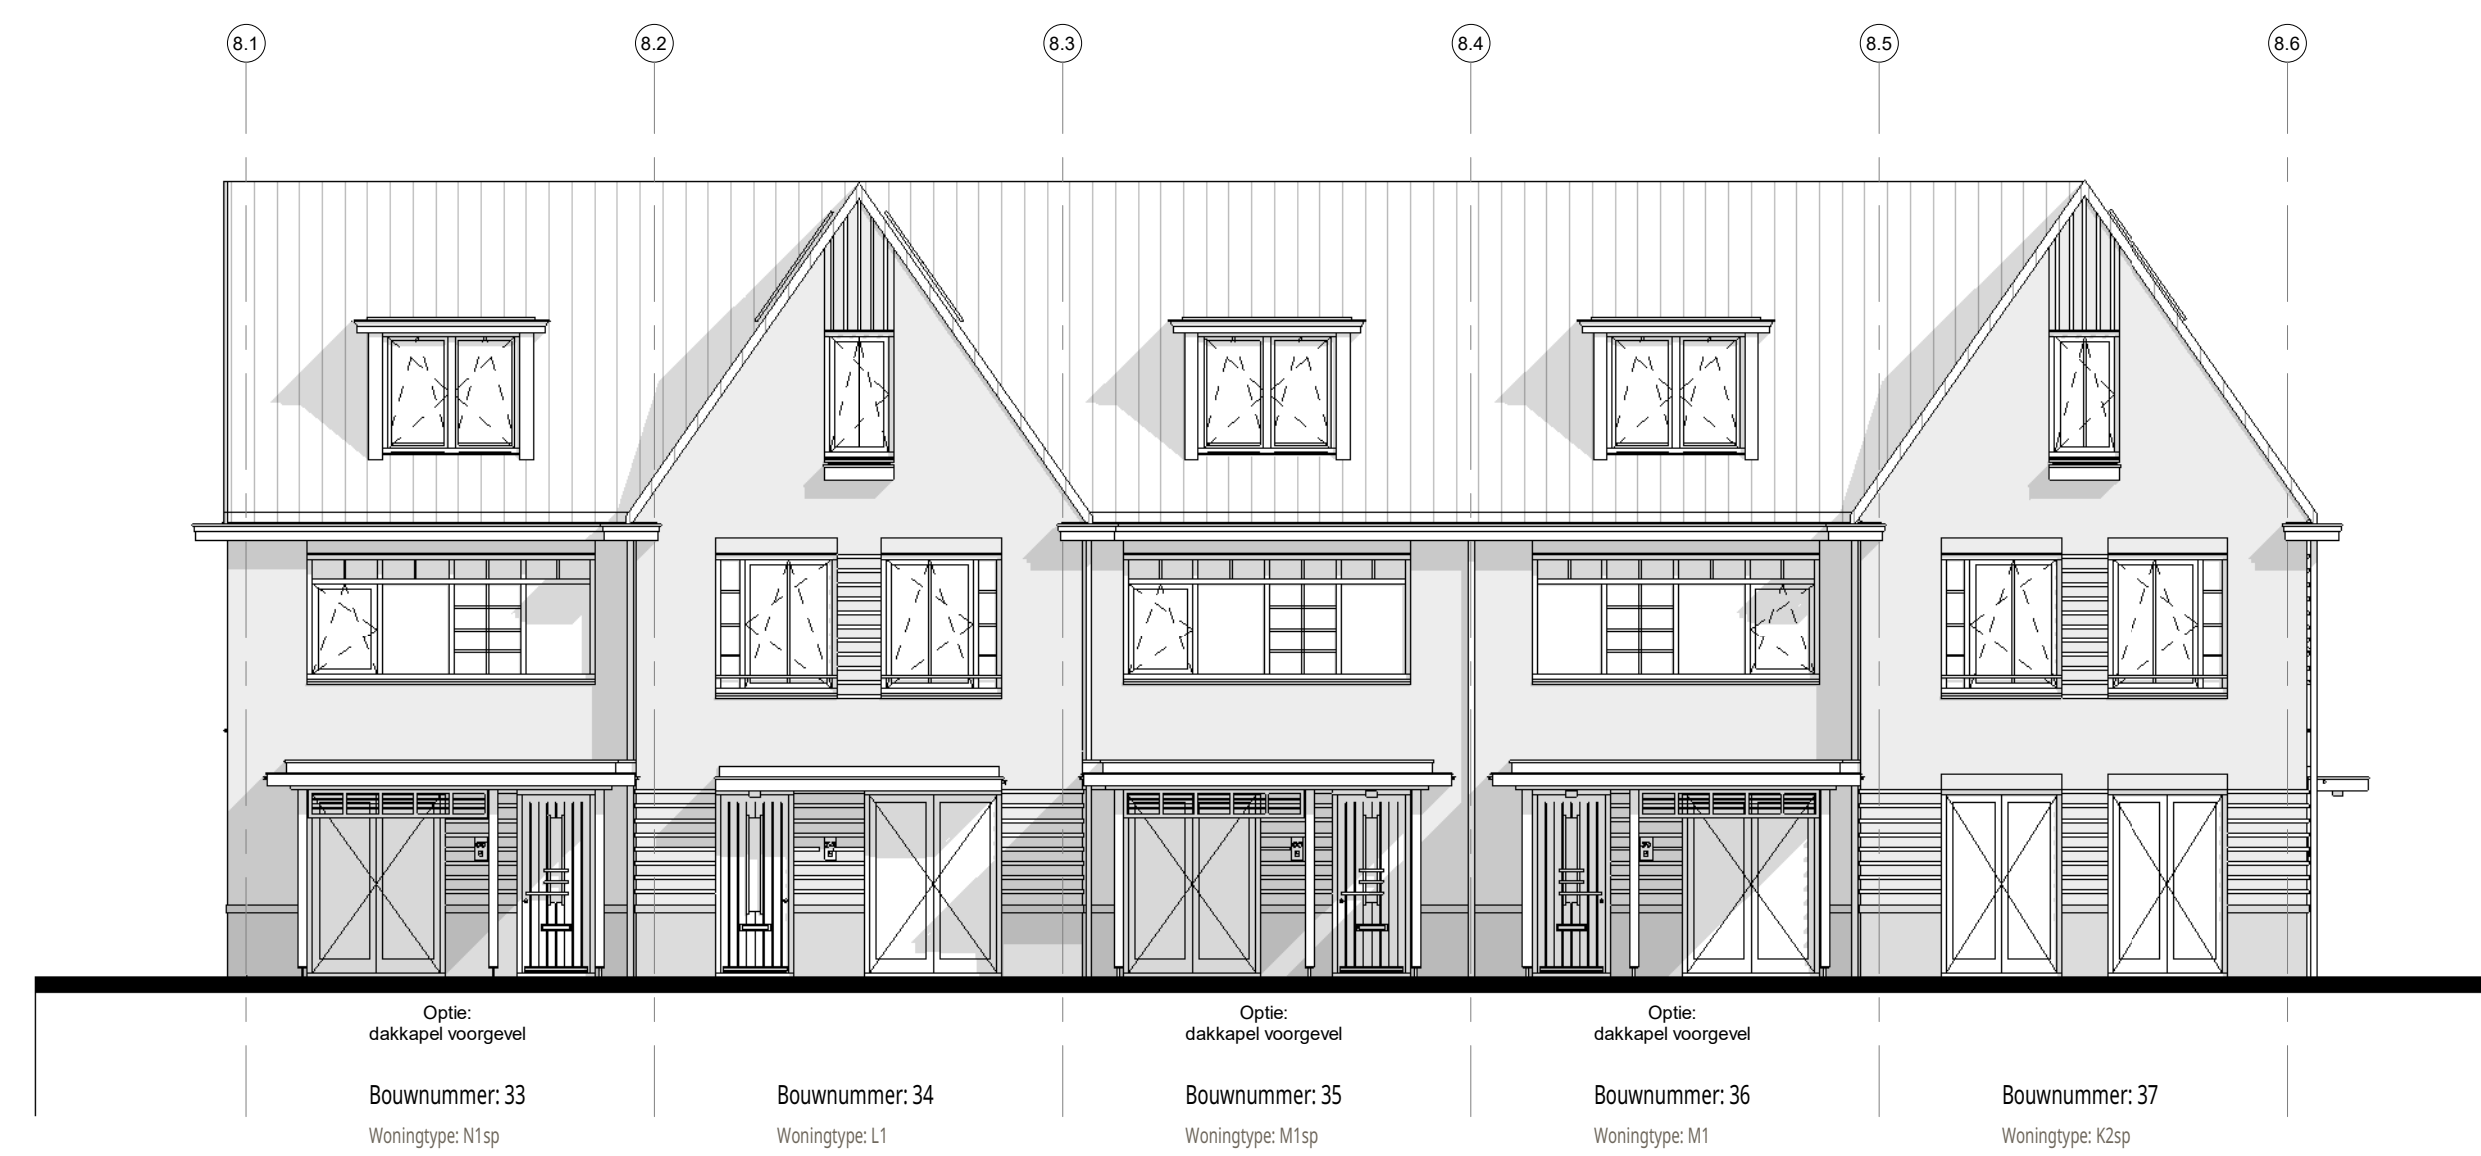 8.1 8.2 8.3 8.4 8.5 8.6
Optie:
dakkapel voorgevel
Optie:
dakkapel voorgevel
Optie:
dakkapel voorgevel
Bouwnummer: 33
Woningtype: N1sp
Bouwnummer: 34
Woningtype: L1
Bouwnummer: 35
Woningtype: M1sp
Bouwnummer: 36
Woningtype: M1
Bouwnummer: 37
Woningtype: K2sp